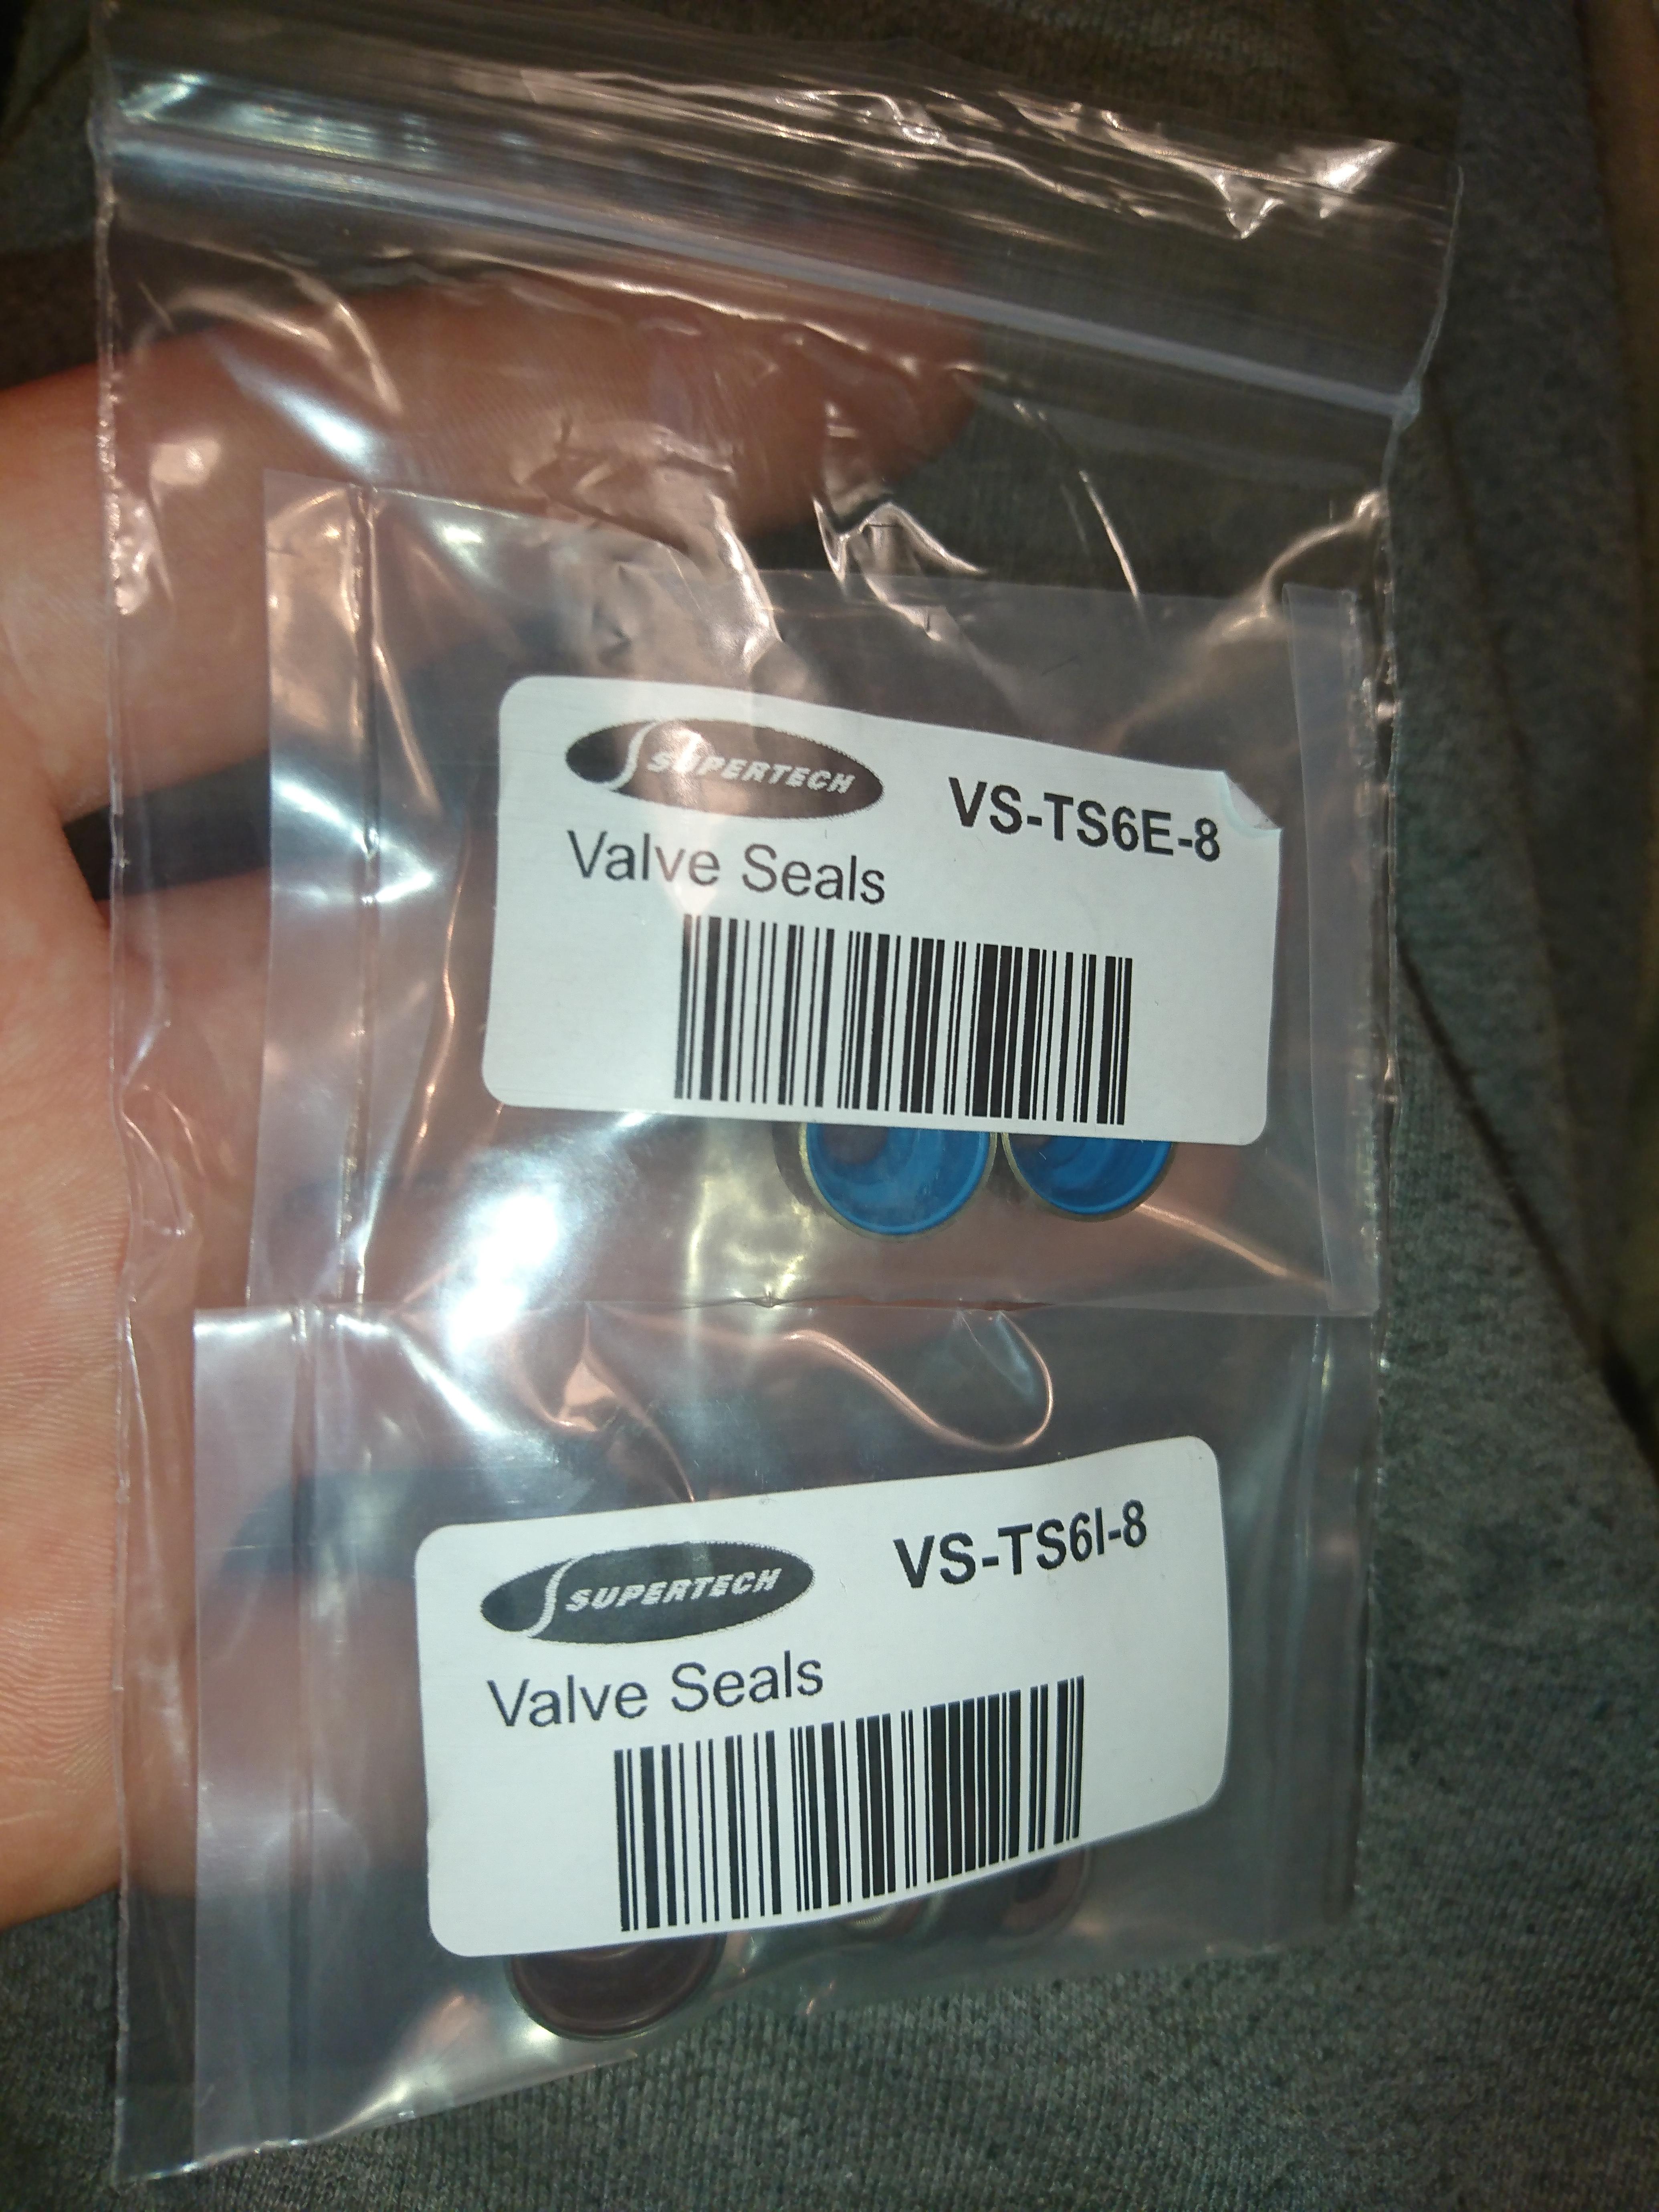 SUPERTECH
VS-TS6E-8
Valve Seals
SUPERTECH
VS-TS6I-8
Valve Seals